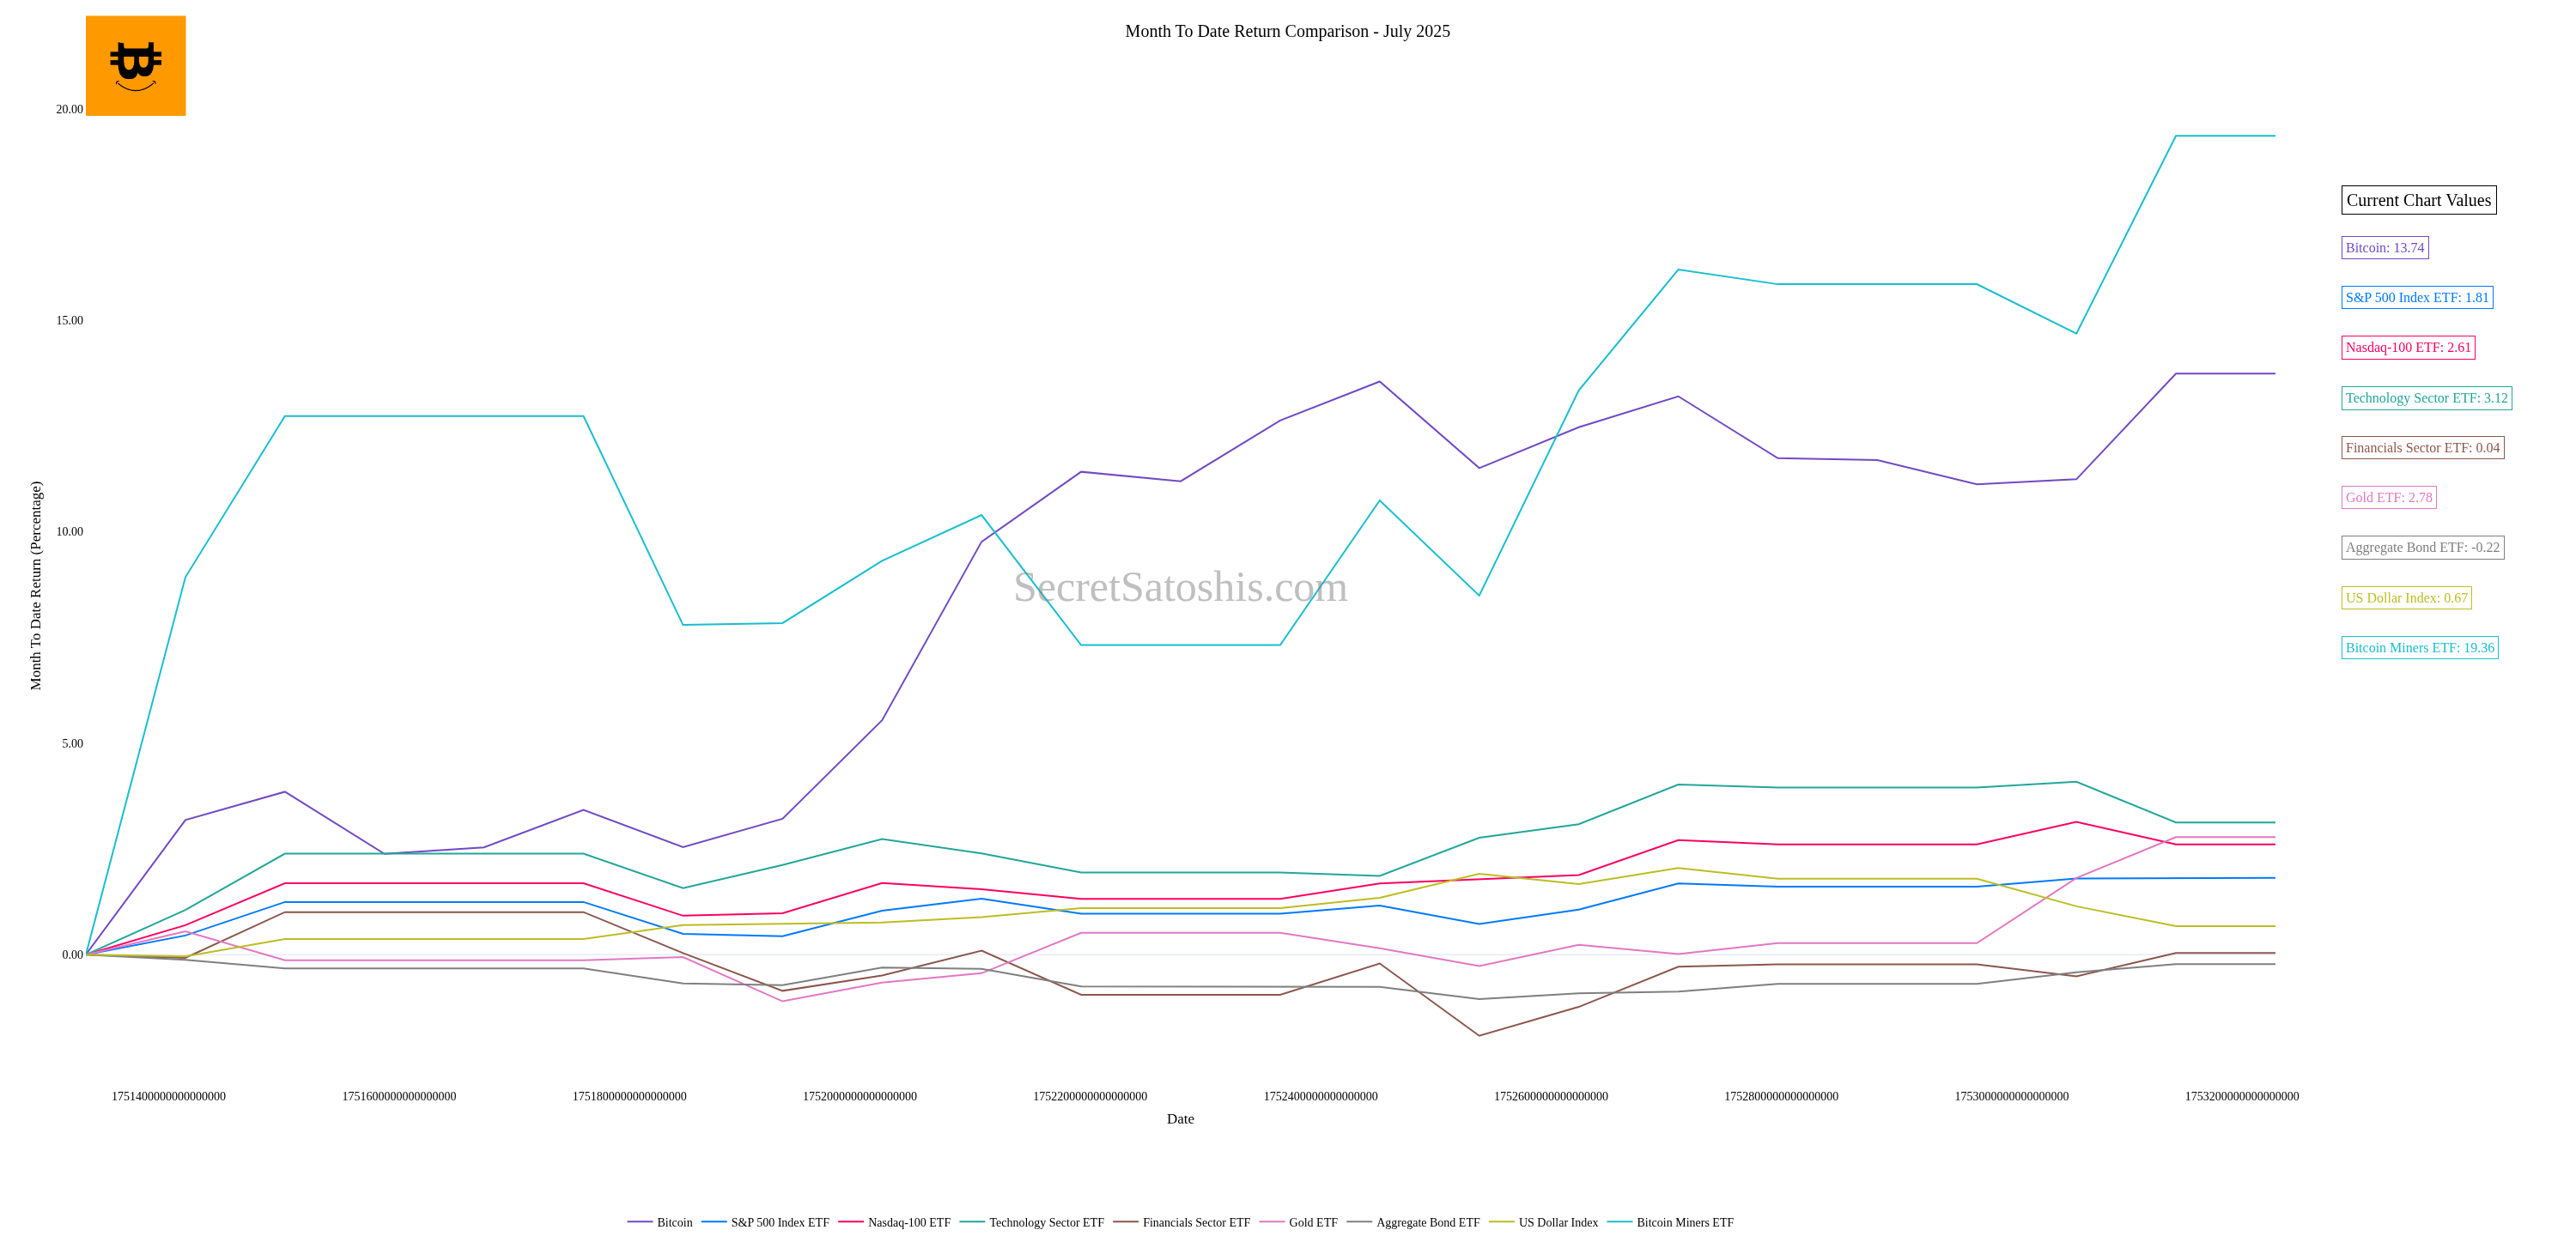 Month To Date Return Comparison - July 2025
20.00
15.00
10.00
5.00
0.00
Month To Date Return (Percentage)
SecretSatoshis.com
Current Chart Values
Bitcoin: 13.74
S&P 500 Index ETF: 1.81
Nasdaq-100 ETF: 2.61
Technology Sector ETF: 3.12
Financials Sector ETF: 0.04
Gold ETF: 2.78
Aggregate Bond ETF: -0.22
US Dollar Index: 0.67
Bitcoin Miners ETF: 19.36
1751400000000000000 1751600000000000000 1751800000000000000 1752000000000000000 1752200000000000000 1752400000000000000 1752600000000000000 1752800000000000000 1753000000000000000 1753200000000000000
Date
Bitcoin S&P 500 Index ETF Nasdaq-100 ETF Technology Sector ETF Financials Sector ETF Gold ETF Aggregate Bond ETF US Dollar Index Bitcoin Miners ETF